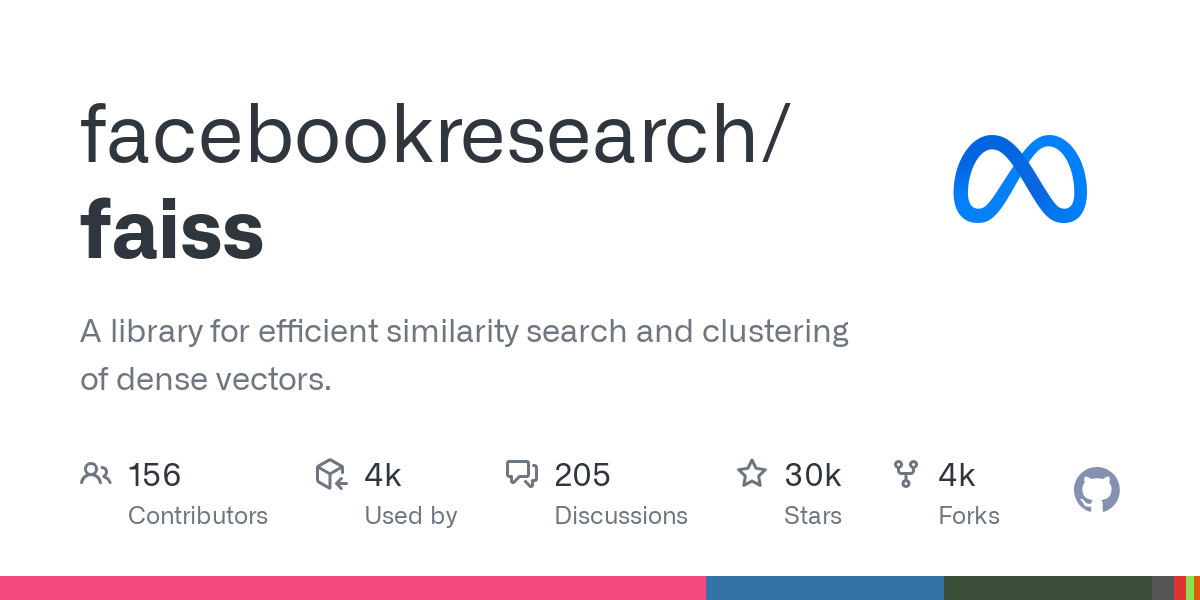 facebookresearch/
faiss
A library for efficient similarity search and clustering
of dense vectors.
156 4k 205 30k 4k
Contributors Used by Discussions Stars Forks